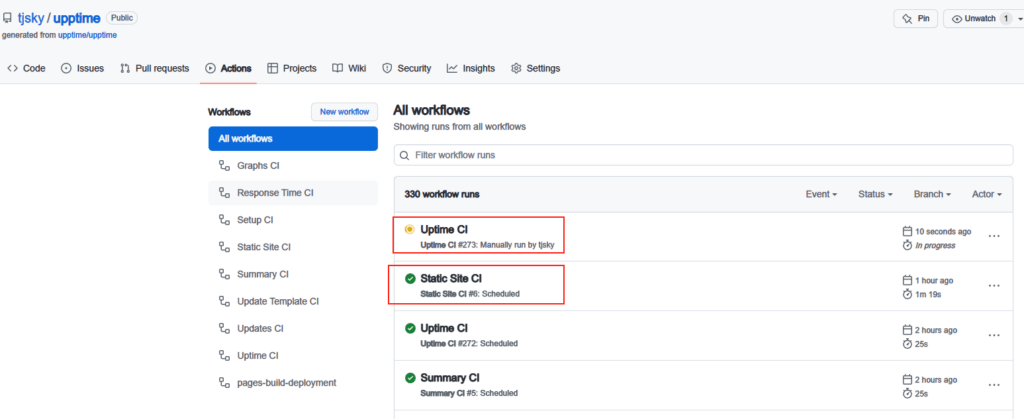 tjsky / upptime Public
Pin
Unwatch 1
generated from upptime/upptime
Code
Issues
Pull requests
Actions
Projects
Wiki
Security
Insights
Settings
Workflows
New workflow
All workflows
Graphs CI
Response Time CI
Setup CI
Static Site CI
Summary CI
Update Template CI
Updates CI
Uptime CI
pages-build-deployment
All workflows
Showing runs from all workflows
Filter workflow runs
330 workflow runs
Event
Status
Branch
Actor
Uptime CI
Uptime CI #273: Manually run by tjsky
10 seconds ago
In progress
Static Site CI
Static Site CI #6: Scheduled
1 hour ago
1m 19s
Uptime CI
Uptime CI #272: Scheduled
2 hours ago
25s
Summary CI
Summary CI #5: Scheduled
2 hours ago
25s